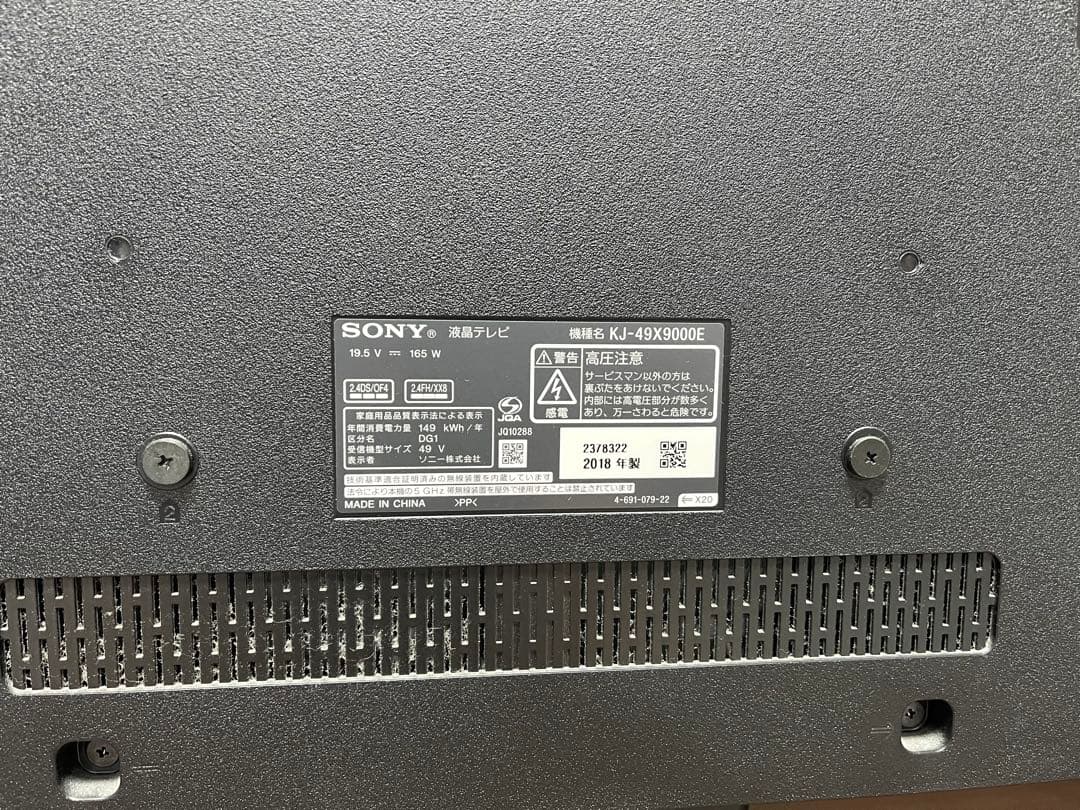 SONY® 液晶テレビ 機種名 KJ-49X9000E
19.5 V ⎓ 165 W
2.4DS/OF4 2.4FH/XX8
家庭用品品質表示法による表示
年間消費電力量 149 kWh/年
区分名 DG1
受信機型サイズ 49 V
表示者 ソニー株式会社
JQA
JQ10288
警告 高圧注意
感電
サービスマン以外の方は
裏ぶたをあけないでください。
内部には高電圧部分が数多く
あり、万一さわると危険です。
2378322
2018 年製
技術基準適合証明済みの無線装置を内蔵しています
法令により本機の5GHz帯無線装置を屋外で使用することは禁止されています
MADE IN CHINA >PP< 4-691-079-22 X20
2
2